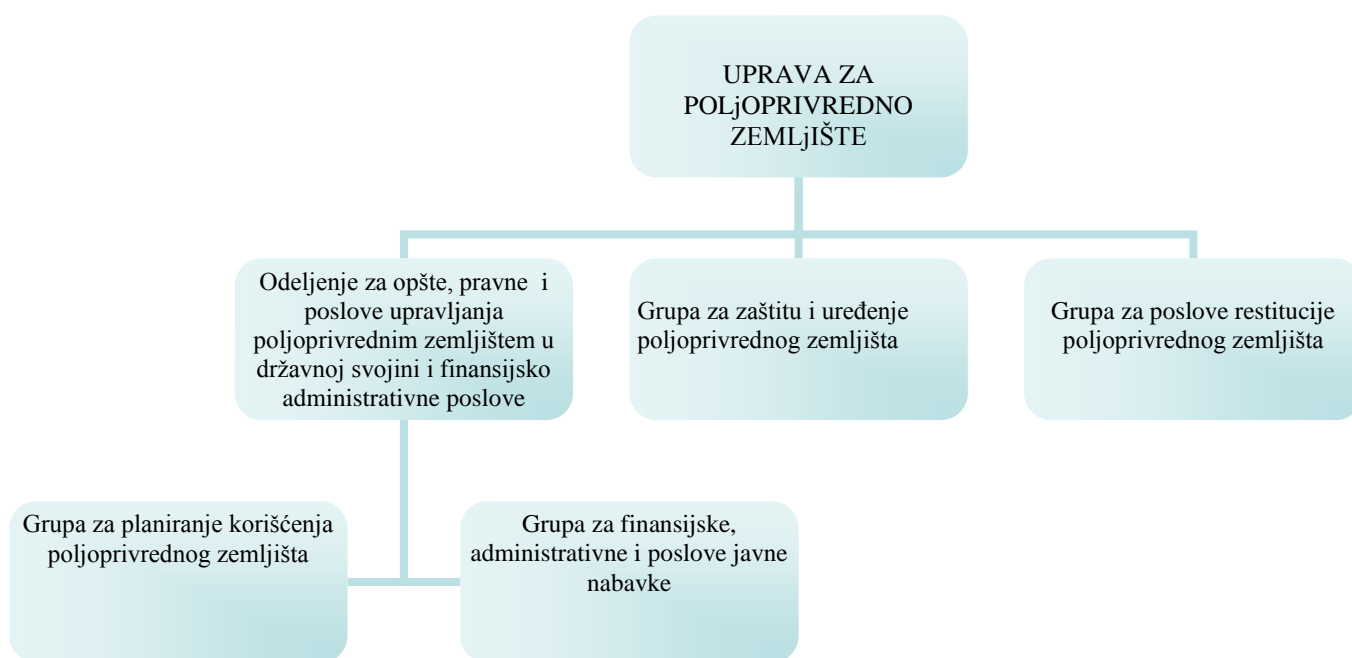 UPRAVA ZA
POLjOPRIVREDNO
ZEMLjIŠTE
Odeljenje za opšte, pravne  i
poslove upravljanja
poljoprivrednim zemljištem u
državnoj svojini i finansijsko
administrativne poslove
Grupa za zaštitu i uređenje
poljoprivrednog zemljišta
Grupa za poslove restitucije
poljoprivrednog zemljišta
Grupa za planiranje korišćenja
poljoprivrednog zemljišta
Grupa za finansijske,
administrativne i poslove javne
nabavke